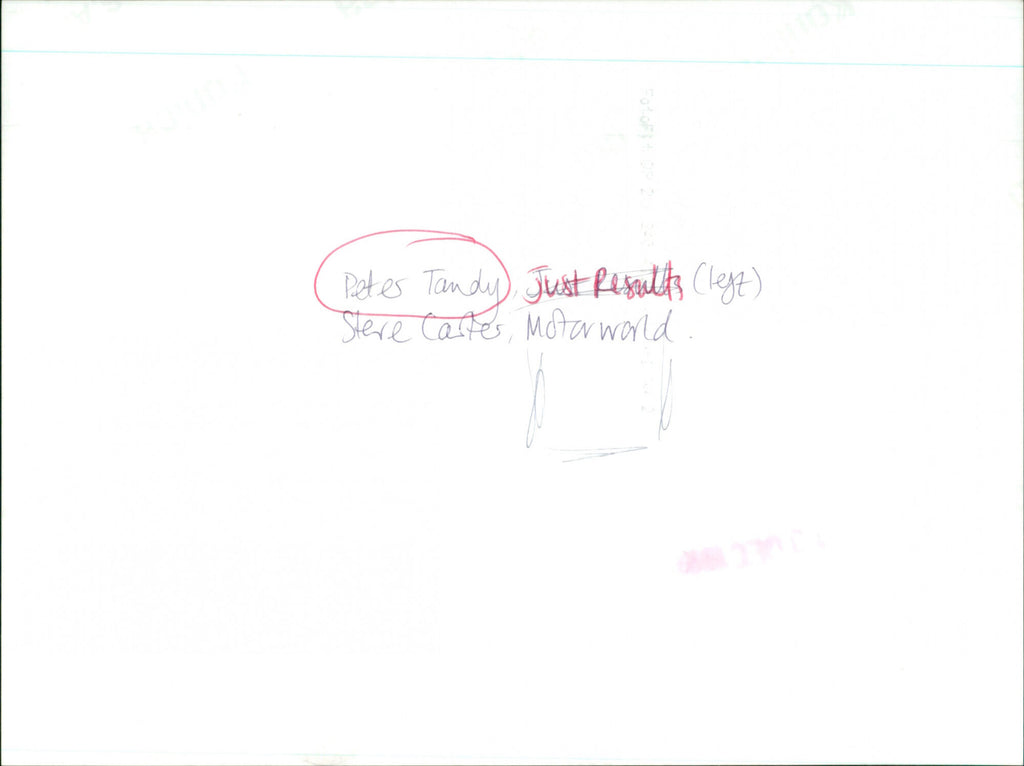 Peter Tandy, Just Results (left)
Steve Carter, Motorworld.